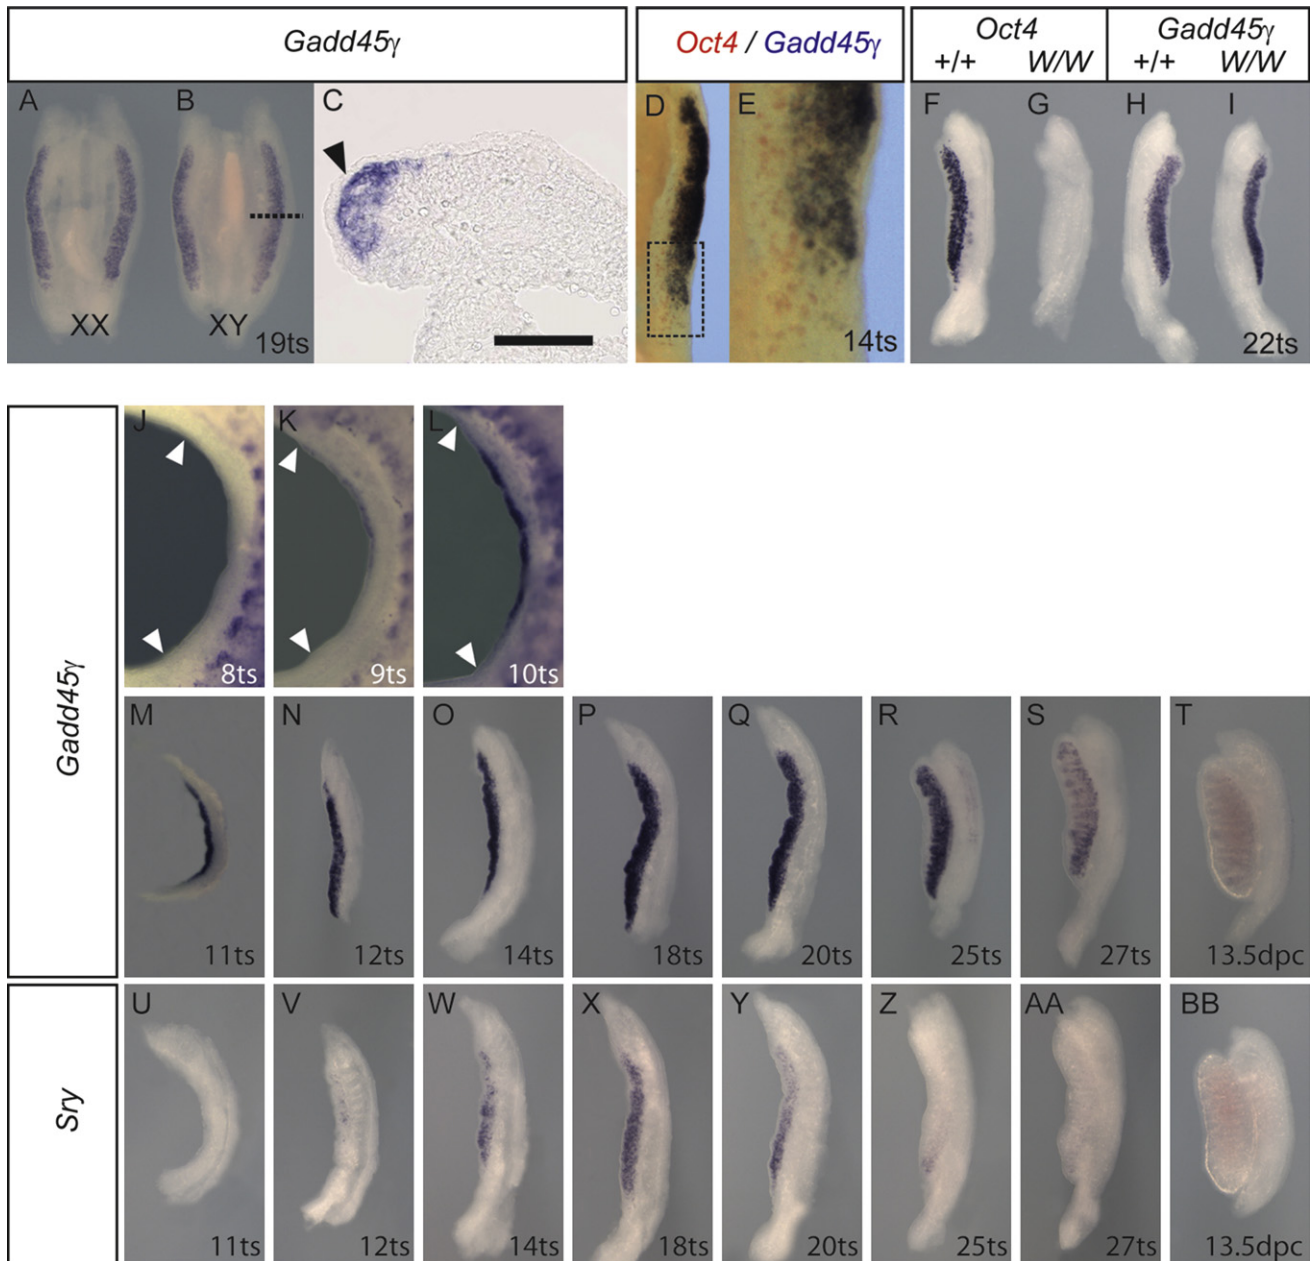 Gadd45γ
Oct4 / Gadd45γ
Oct4 Gadd45γ
+/+ W/W +/+ W/W
A B C D E F G H I
XX XY 19ts 14ts 22ts
Gadd45γ
J K L
8ts 9ts 10ts
M N O P Q R S T
11ts 12ts 14ts 18ts 20ts 25ts 27ts 13.5dpc
Sry
U V W X Y Z AA BB
11ts 12ts 14ts 18ts 20ts 25ts 27ts 13.5dpc